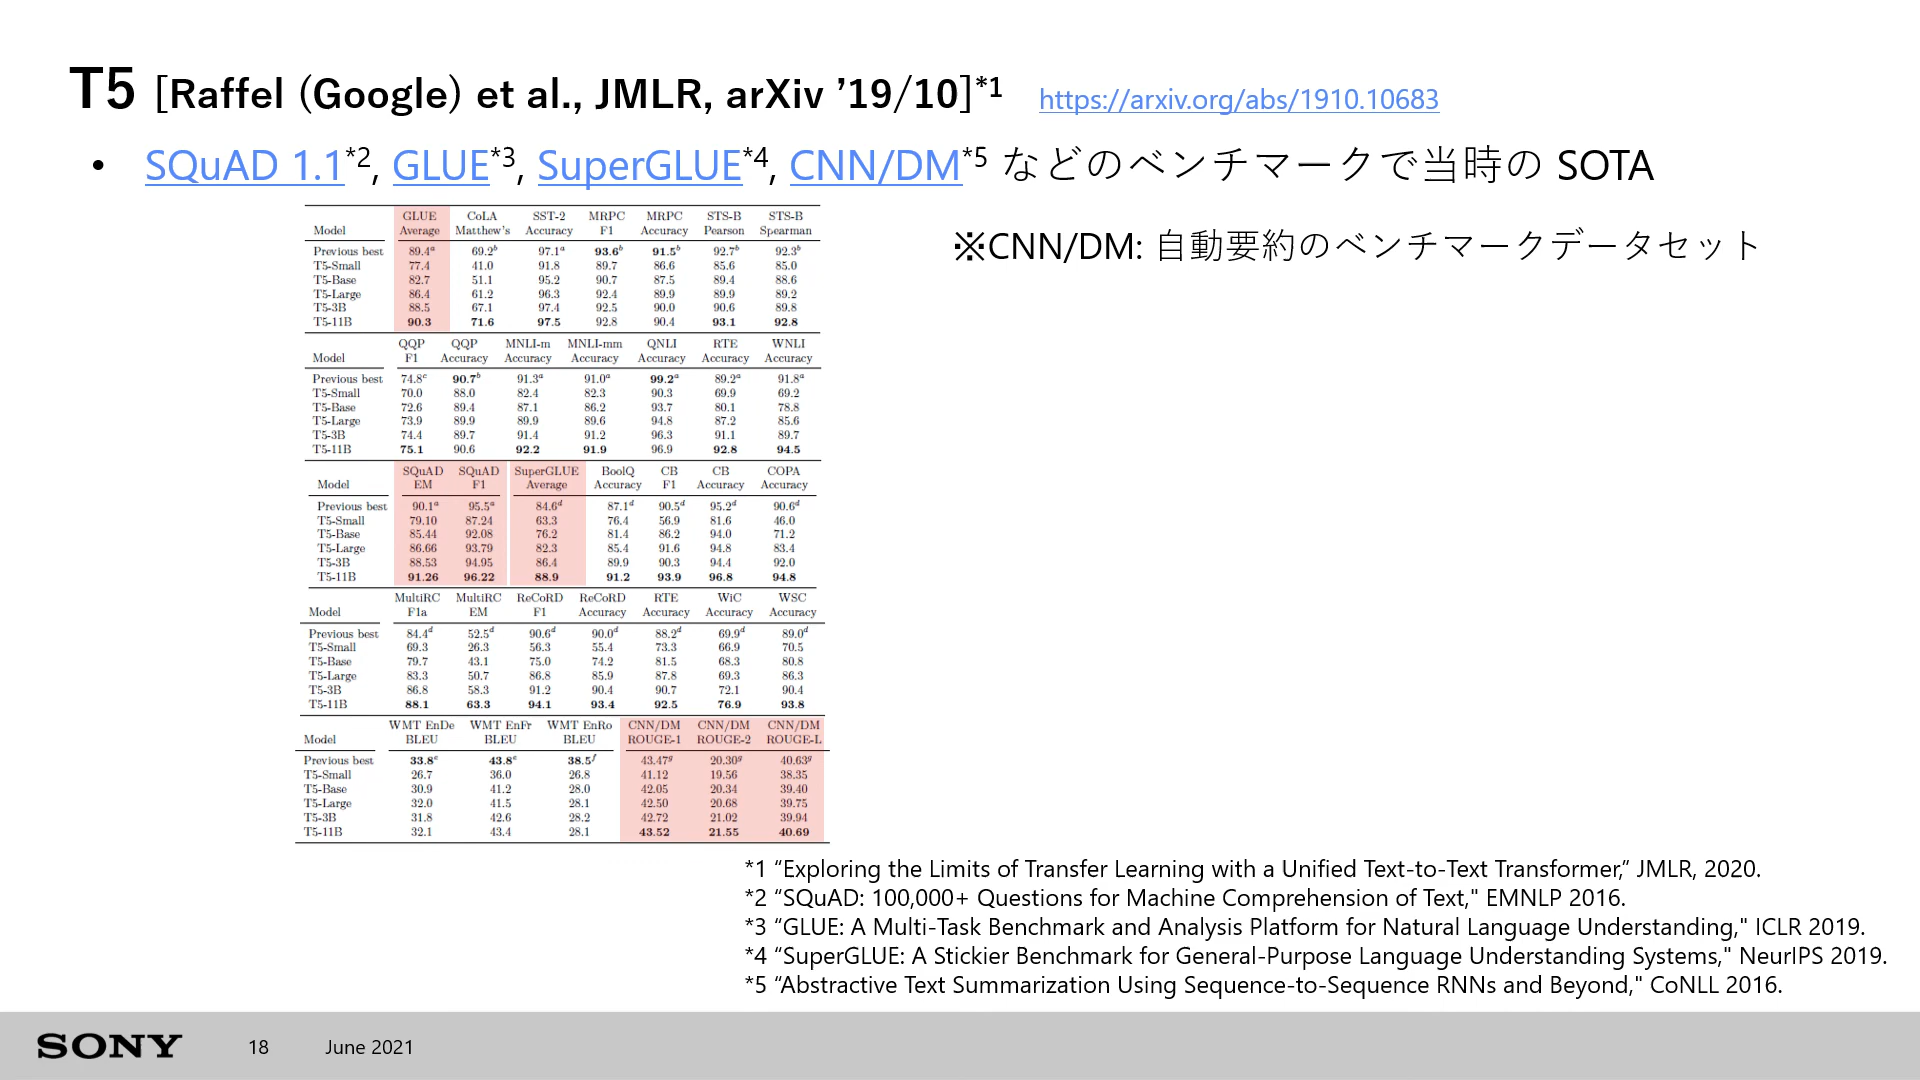 T5 [Raffel (Google) et al., JMLR, arXiv ’19/10]*1 https://arxiv.org/abs/1910.10683
• SQuAD 1.1*2, GLUE*3, SuperGLUE*4, CNN/DM*5 などのベンチマークで当時の SOTA
※CNN/DM: 自動要約のベンチマークデータセット
GLUE CoLA SST-2 MRPC MRPC STS-B STS-B
Model Average Matthew's Accuracy F1 Accuracy Pearson Spearman
Previous best 89.4a 69.2b 97.1a 93.6b 91.5b 92.7b 92.3b
T5-Small 77.4 41.0 91.8 89.7 86.6 85.6 85.0
T5-Base 82.7 51.1 95.2 90.7 87.5 89.4 88.6
T5-Large 86.4 61.2 96.3 92.4 89.9 89.9 89.2
T5-3B 88.5 67.1 97.4 92.5 90.0 90.6 89.8
T5-11B 90.3 71.6 97.5 92.8 90.4 93.1 92.8
QQP QQP MNLI-m MNLI-mm QNLI RTE WNLI
Model F1 Accuracy Accuracy Accuracy Accuracy Accuracy Accuracy
Previous best 74.8c 90.7b 91.3a 91.0a 99.2a 89.2a 91.8a
T5-Small 70.0 88.0 82.4 82.3 90.3 69.9 69.2
T5-Base 72.6 89.4 87.1 86.2 93.7 80.1 78.8
T5-Large 73.9 89.9 89.9 89.6 94.8 87.2 85.6
T5-3B 74.4 89.7 91.4 91.2 96.3 91.1 89.7
T5-11B 75.1 90.6 92.2 91.9 96.9 92.8 94.5
SQuAD SQuAD SuperGLUE BoolQ CB CB COPA
Model EM F1 Average Accuracy F1 Accuracy Accuracy
Previous best 90.1a 95.5a 84.6d 87.1d 90.5d 95.2d 90.6d
T5-Small 79.10 87.24 63.3 76.4 56.9 81.6 46.0
T5-Base 85.44 92.08 76.2 81.4 86.2 94.0 71.2
T5-Large 86.66 93.79 82.3 85.4 91.6 94.8 83.4
T5-3B 88.53 94.95 86.4 89.9 90.3 94.4 92.0
T5-11B 91.26 96.22 88.9 91.2 93.9 96.8 94.8
MultiRC MultiRC ReCoRD ReCoRD RTE WiC WSC
Model F1a EM F1 Accuracy Accuracy Accuracy Accuracy
Previous best 84.4d 52.5d 90.6d 90.0d 88.2d 69.9d 89.0d
T5-Small 69.3 26.3 56.3 55.4 73.3 66.9 70.5
T5-Base 79.7 43.1 75.0 74.2 81.5 68.3 80.8
T5-Large 83.3 50.7 86.8 85.9 87.8 69.3 86.3
T5-3B 86.8 58.3 91.2 90.4 90.7 72.1 90.4
T5-11B 88.1 63.3 94.1 93.4 92.5 76.9 93.8
WMT EnDe WMT EnFr WMT EnRo CNN/DM CNN/DM CNN/DM
Model BLEU BLEU BLEU ROUGE-1 ROUGE-2 ROUGE-L
Previous best 33.8e 43.8e 38.5f 43.47g 20.30g 40.63g
T5-Small 26.7 36.0 26.8 41.12 19.56 38.35
T5-Base 30.9 41.2 28.0 42.05 20.34 39.40
T5-Large 32.0 41.5 28.1 42.50 20.68 39.75
T5-3B 31.8 42.6 28.2 42.72 21.02 39.94
T5-11B 32.1 43.4 28.1 43.52 21.55 40.69
*1 “Exploring the Limits of Transfer Learning with a Unified Text-to-Text Transformer,” JMLR, 2020.
*2 “SQuAD: 100,000+ Questions for Machine Comprehension of Text," EMNLP 2016.
*3 “GLUE: A Multi-Task Benchmark and Analysis Platform for Natural Language Understanding," ICLR 2019.
*4 “SuperGLUE: A Stickier Benchmark for General-Purpose Language Understanding Systems," NeurIPS 2019.
*5 “Abstractive Text Summarization Using Sequence-to-Sequence RNNs and Beyond," CoNLL 2016.
SONY 18 June 2021